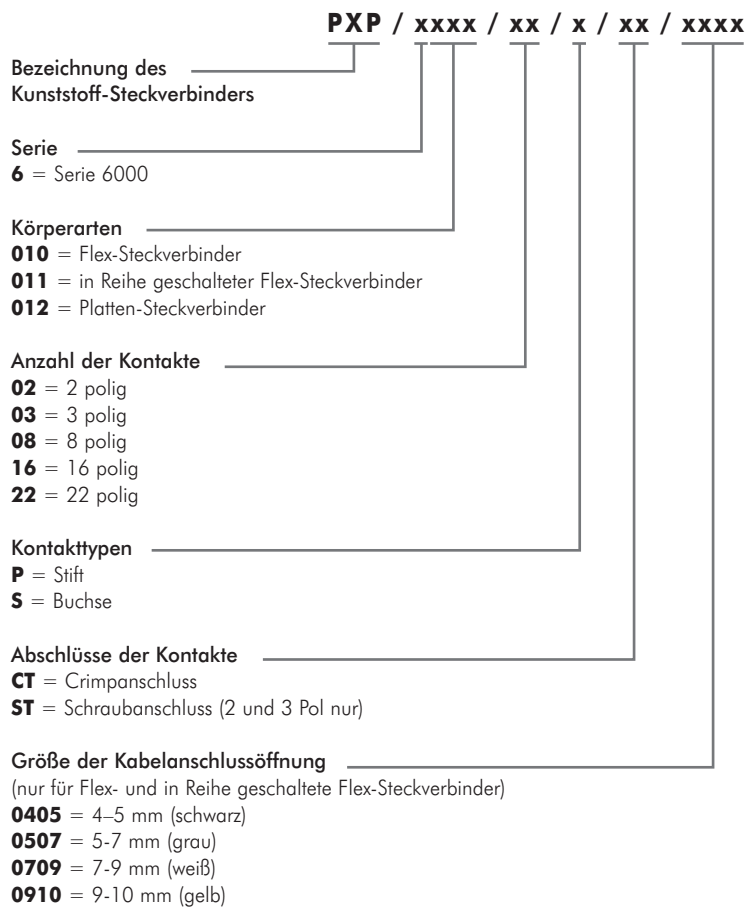 PXP / xxxx / xx / x / xx / xxxx
Bezeichnung des
Kunststoff-Steckverbinders
Serie
6 = Serie 6000
Körperarten
010 = Flex-Steckverbinder
011 = in Reihe geschalteter Flex-Steckverbinder
012 = Platten-Steckverbinder
Anzahl der Kontakte
02 = 2 polig
03 = 3 polig
08 = 8 polig
16 = 16 polig
22 = 22 polig
Kontakttypen
P = Stift
S = Buchse
Abschlüsse der Kontakte
CT = Crimpanschluss
ST = Schraubanschluss (2 und 3 Pol nur)
Größe der Kabelanschlussöffnung
(nur für Flex- und in Reihe geschaltete Flex-Steckverbinder)
0405 = 4–5 mm (schwarz)
0507 = 5-7 mm (grau)
0709 = 7-9 mm (weiß)
0910 = 9-10 mm (gelb)